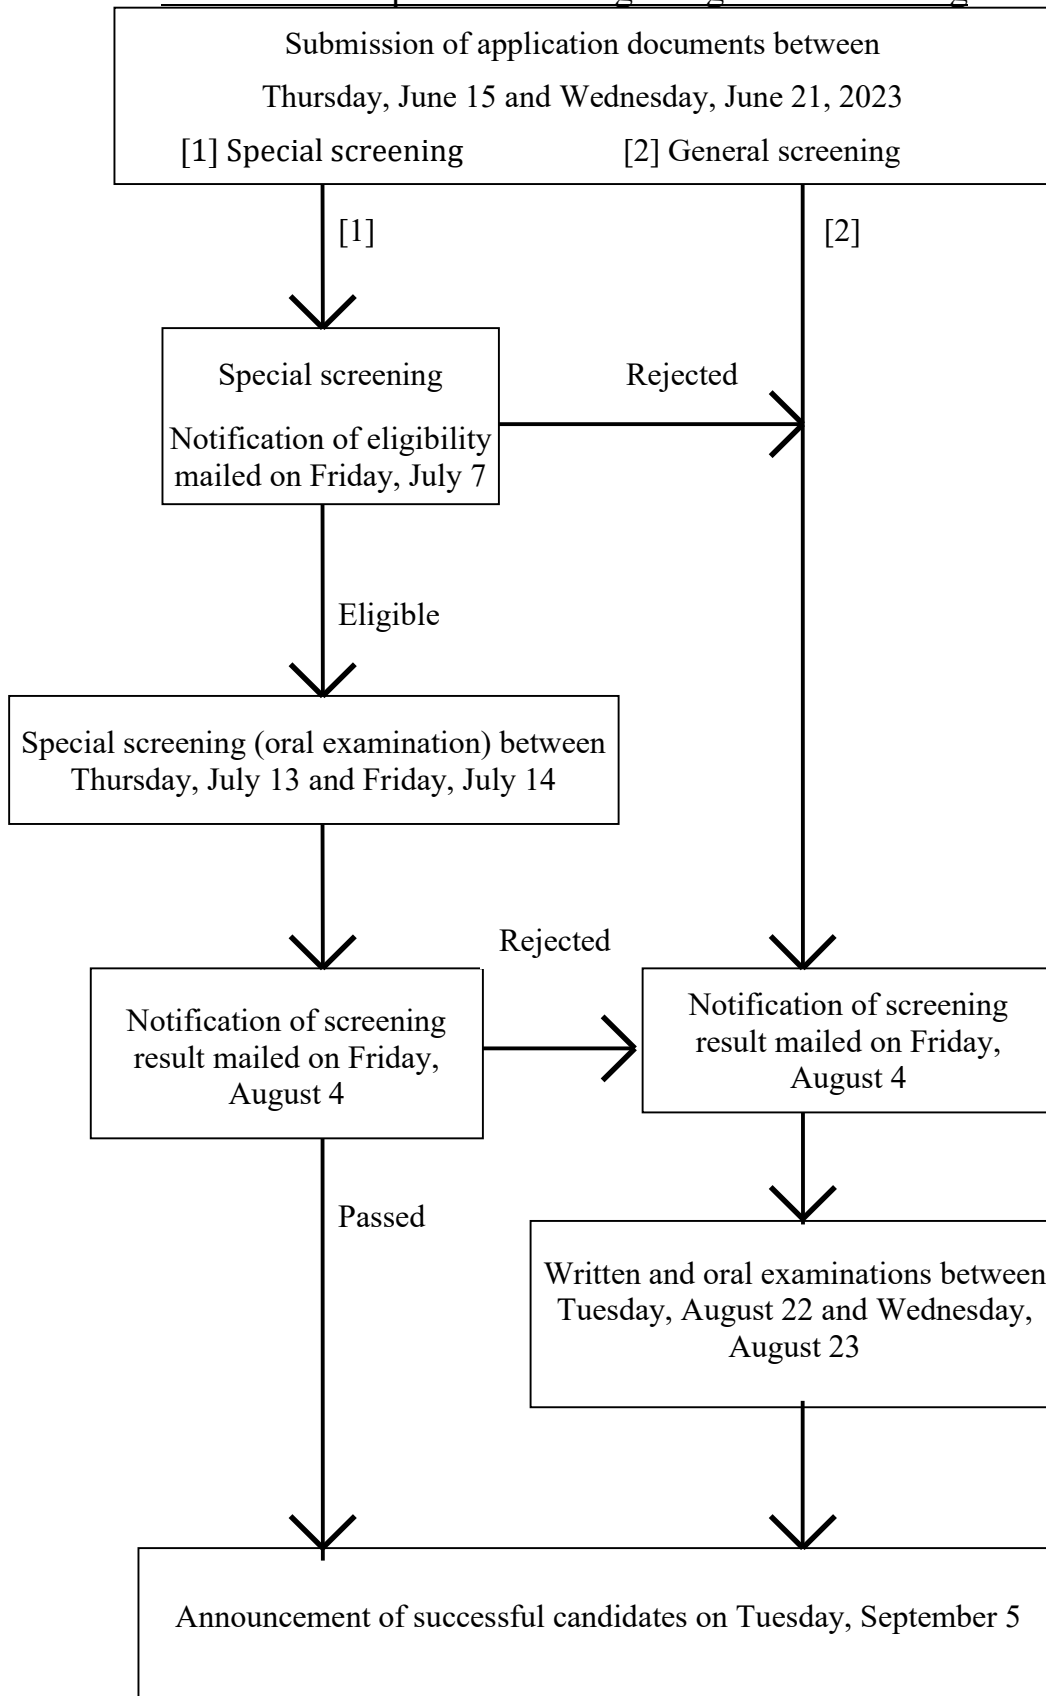 Submission of application documents between
Thursday, June 15 and Wednesday, June 21, 2023
[1] Special screening [2] General screening
[1] [2]
Special screening
Rejected
Notification of eligibility
mailed on Friday, July 7
Eligible
Special screening (oral examination) between
Thursday, July 13 and Friday, July 14
Rejected
Notification of screening
result mailed on Friday,
August 4
Notification of screening
result mailed on Friday,
August 4
Passed
Written and oral examinations between
Tuesday, August 22 and Wednesday,
August 23
Announcement of successful candidates on Tuesday, September 5